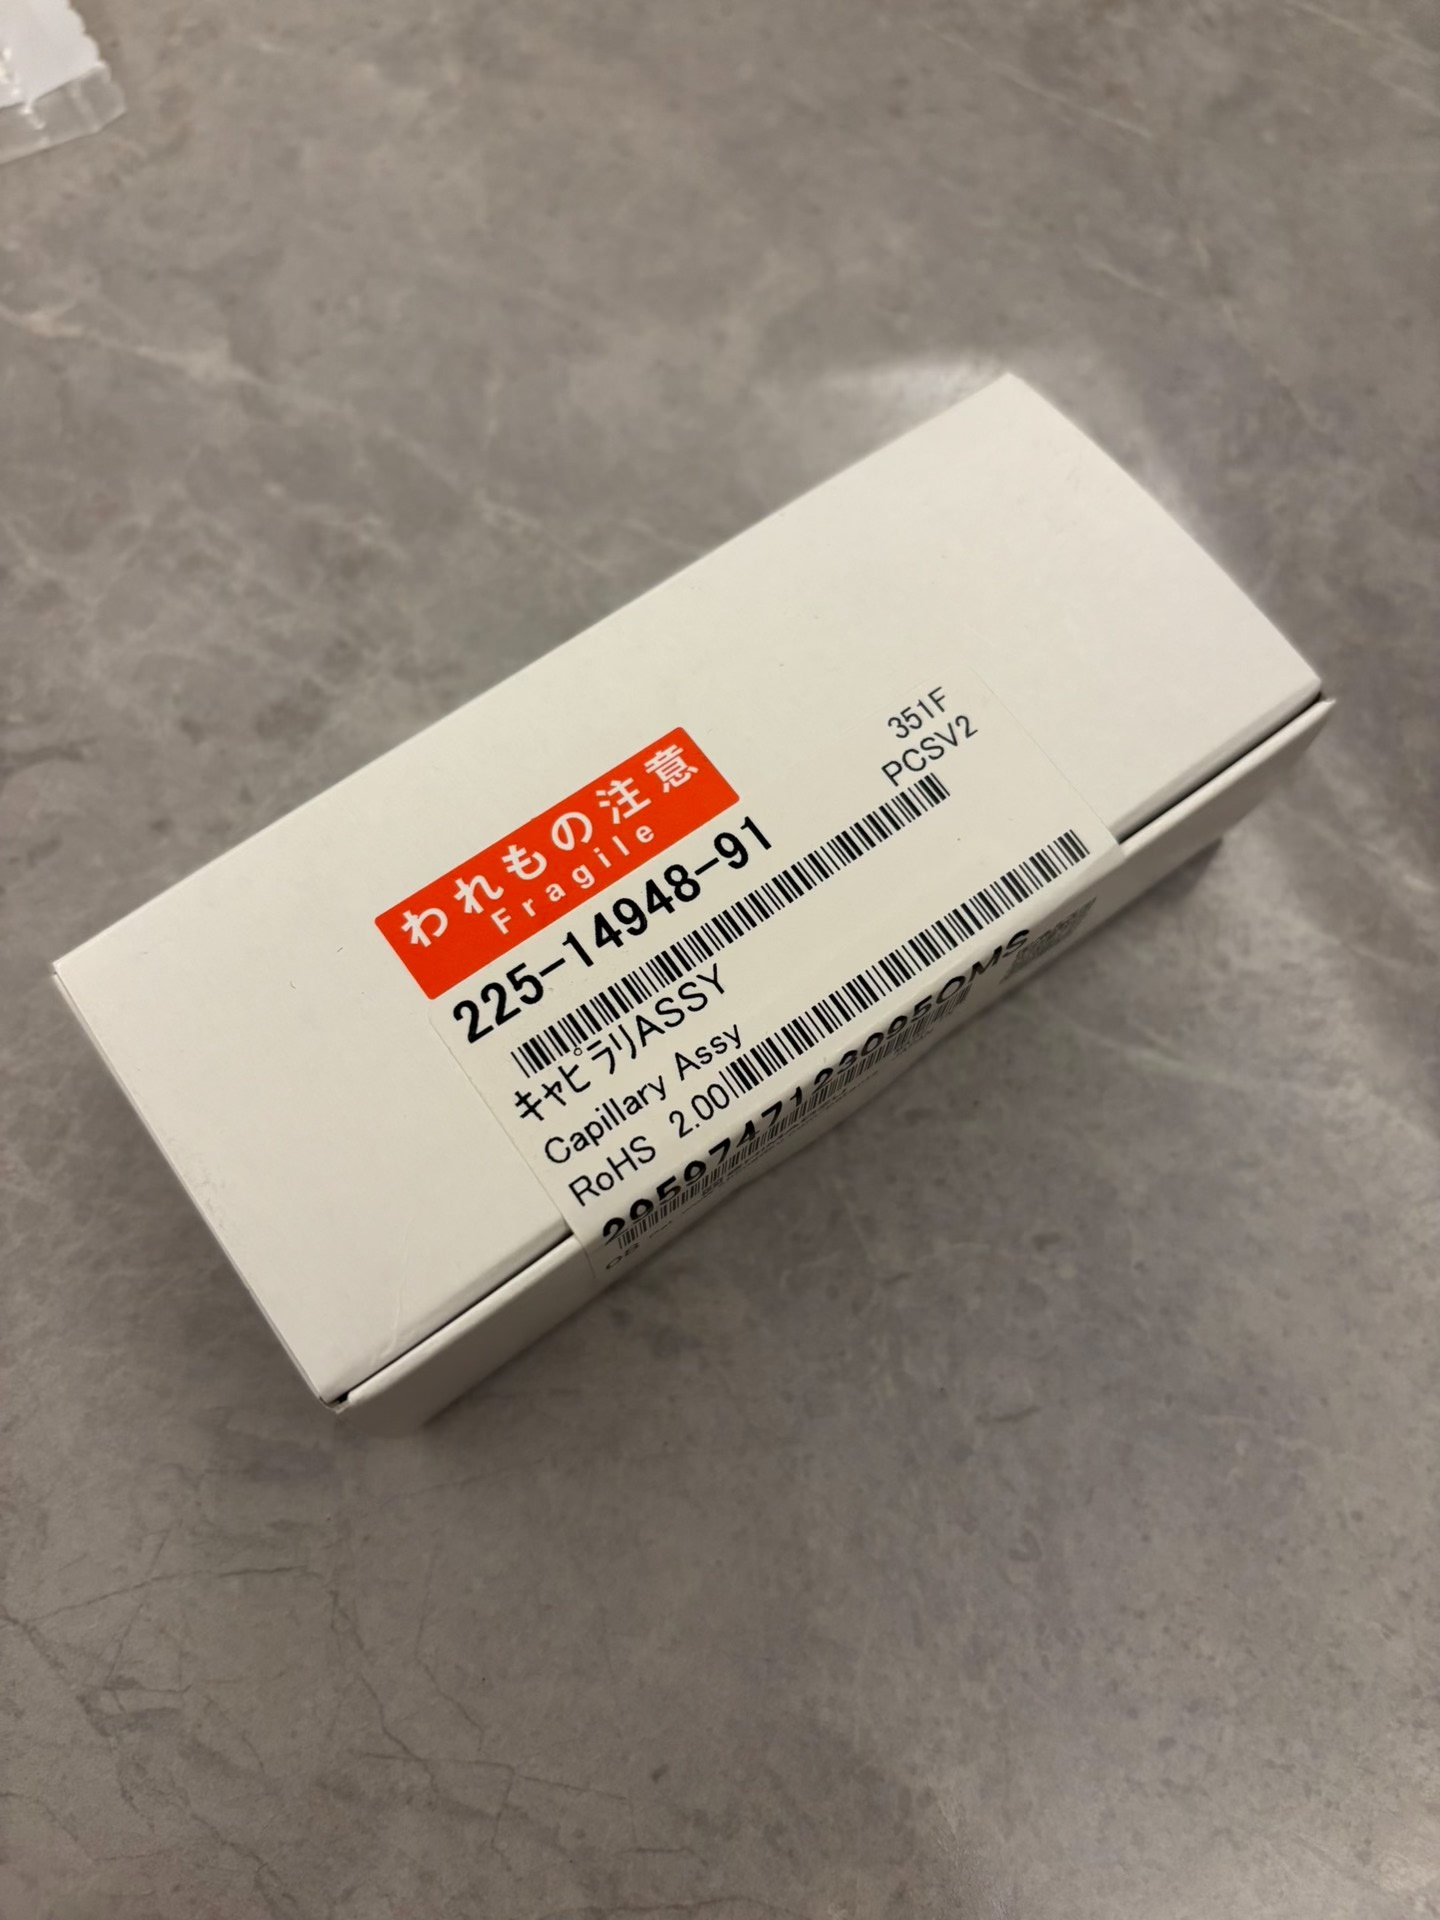 われもの注意
Fragile
351F
PCSV2
225-14948-91
ｷｬﾋﾟﾗﾘASSY
Capillary Assy
RoHS 2.00